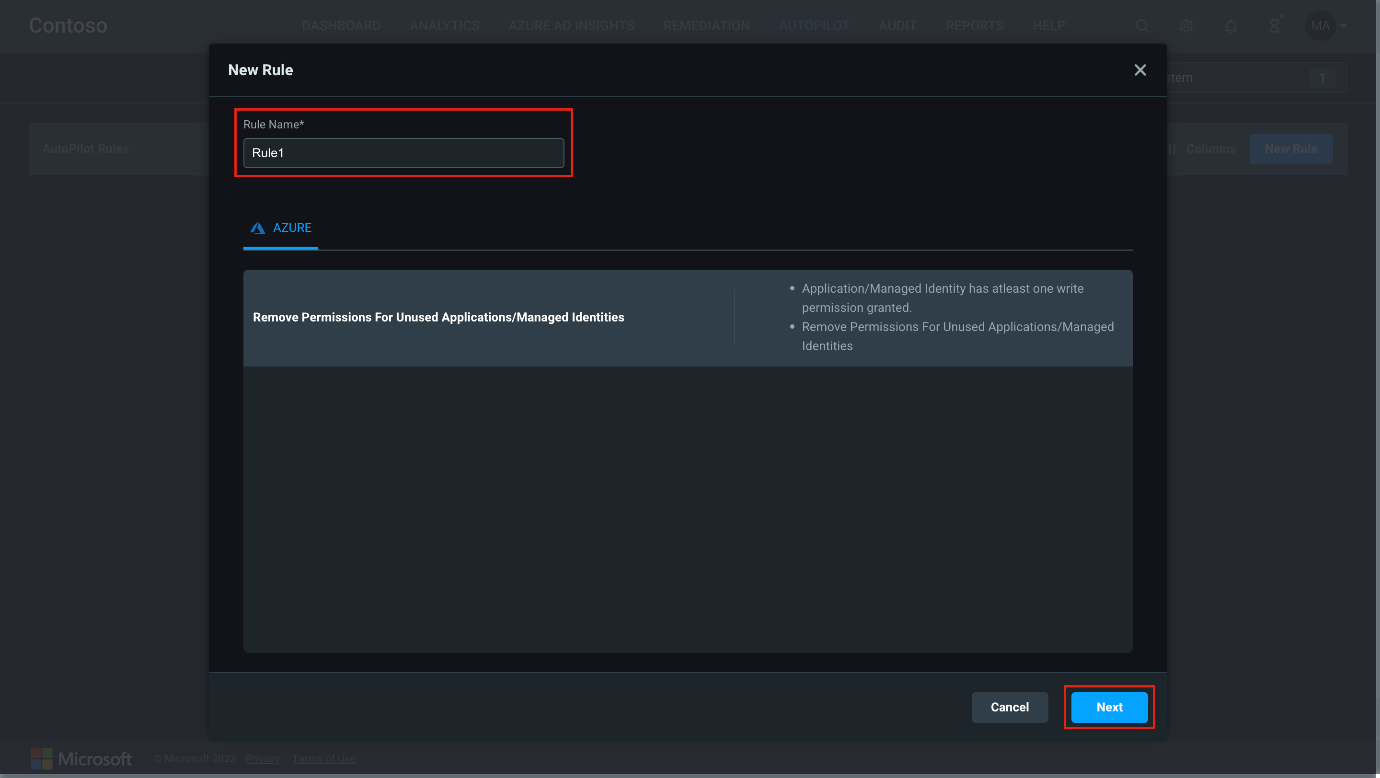 Contoso
DASHBOARD ANALYTICS AZURE AD INSIGHTS REMEDIATION AUTOPILOT AUDIT REPORTS HELP MA
New Rule
stem 1
Rule Name*
Rule1
AutoPilot Rules
Columns New Rule
AZURE
Remove Permissions For Unused Applications/Managed Identities
Application/Managed Identity has atleast one write
permission granted.
Remove Permissions For Unused Applications/Managed
Identities
Cancel Next
Microsoft © Microsoft 2022 Privacy Terms of Use